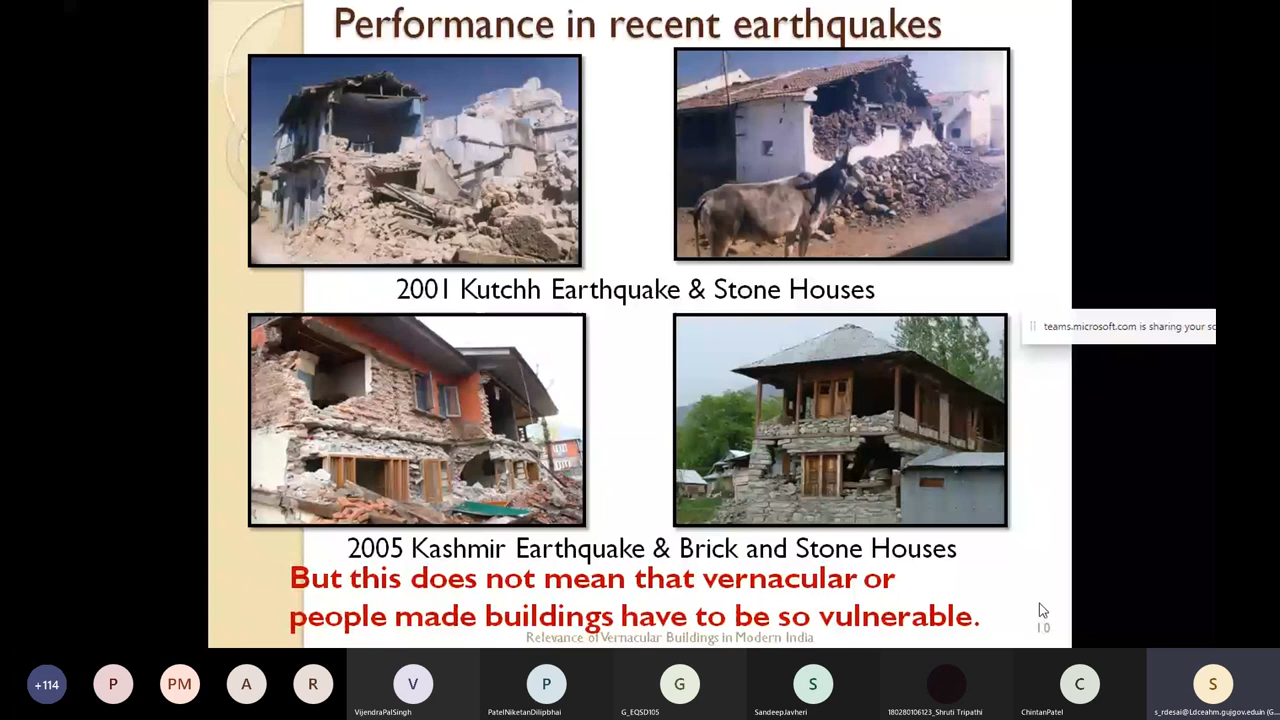 Performance in recent earthquakes
2001 Kutchh Earthquake & Stone Houses
teams.microsoft.com is sharing your sc
2005 Kashmir Earthquake & Brick and Stone Houses
But this does not mean that vernacular or
people made buildings have to be so vulnerable.
10
Relevance of Vernacular Buildings in Modern India
+114
P
PM
A
R
V
P
G
S
C
S
VijendraPalSingh
PatelNiketanDilipbhai
G_EQSD105
SandeepJavheri
180280106123_Shruti Tripathi
ChintanPatel
s_rdesai@Ldceahm.gujgov.eduin (G...